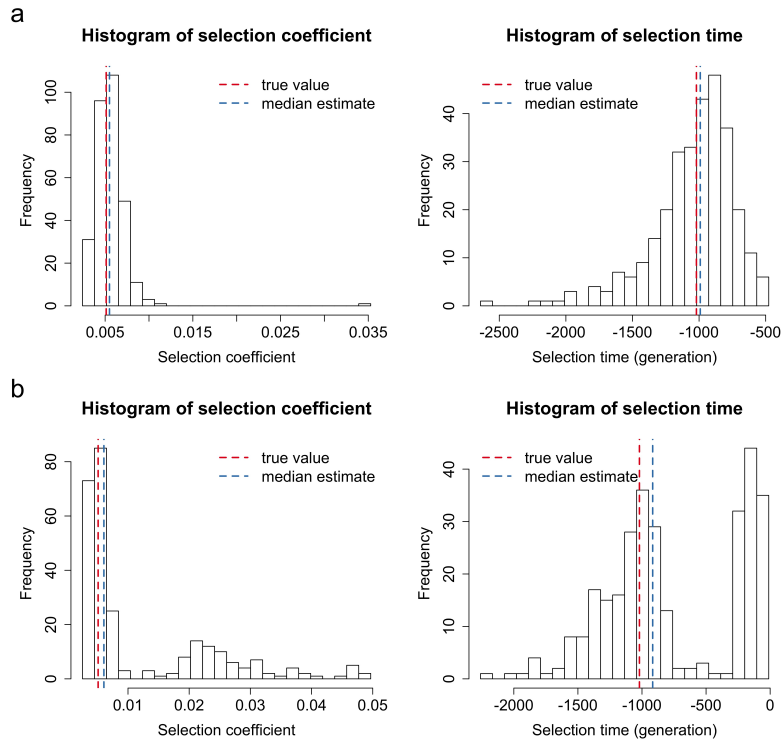 a
Histogram of selection coefficient
true value
median estimate
Frequency
0
20
40
60
80
100
0.005
0.015
0.025
0.035
Selection coefficient
Histogram of selection time
true value
median estimate
Frequency
0
10
20
30
40
-2500
-2000
-1500
-1000
-500
Selection time (generation)
b
Histogram of selection coefficient
true value
median estimate
Frequency
0
20
40
60
80
0.01
0.02
0.03
0.04
0.05
Selection coefficient
Histogram of selection time
true value
median estimate
Frequency
0
10
20
30
40
-2000
-1500
-1000
-500
0
Selection time (generation)